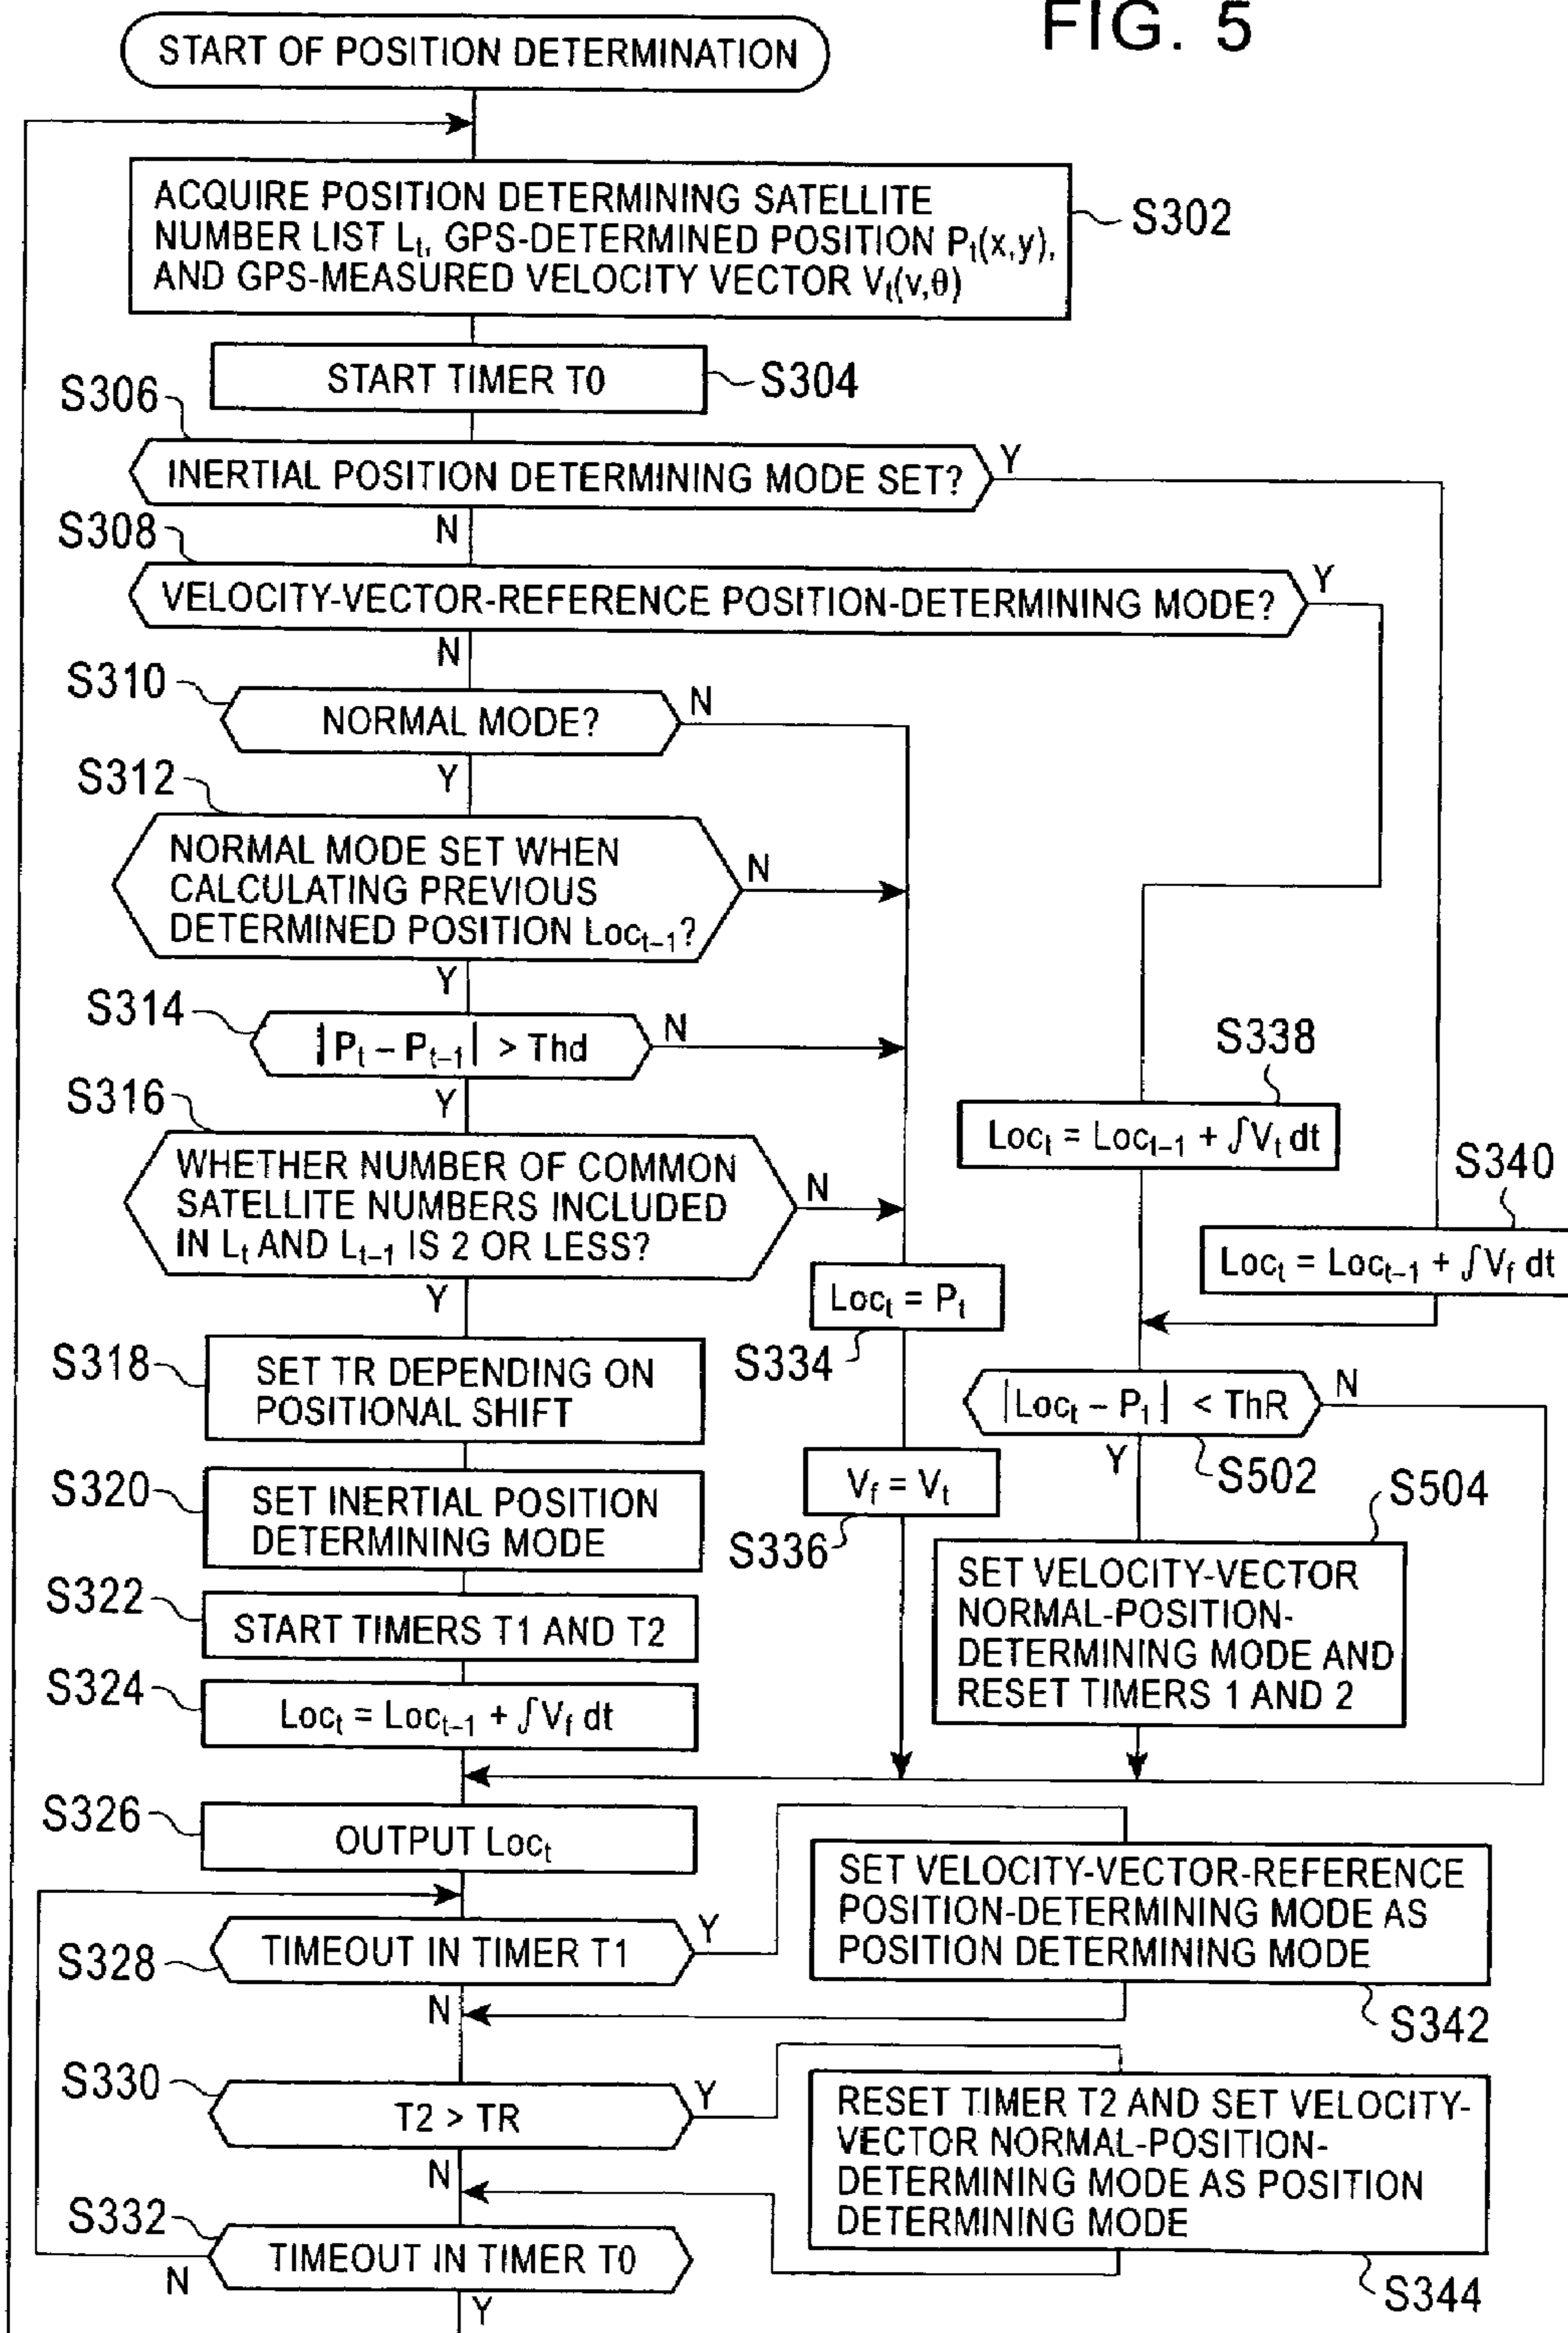 FIG. 5
START OF POSITION DETERMINATION
ACQUIRE POSITION DETERMINING SATELLITE
NUMBER LIST Lt, GPS-DETERMINED POSITION Pt(x,y),
AND GPS-MEASURED VELOCITY VECTOR Vt(v,θ)
S302
START TIMER T0
S304
S306
INERTIAL POSITION DETERMINING MODE SET?
Y
N
S308
VELOCITY-VECTOR-REFERENCE POSITION-DETERMINING MODE?
Y
N
S310
NORMAL MODE?
N
Y
S312
NORMAL MODE SET WHEN
CALCULATING PREVIOUS
DETERMINED POSITION Loct–1?
N
Y
S314
|Pt – Pt–1| > Thd
N
Y
S316
WHETHER NUMBER OF COMMON
SATELLITE NUMBERS INCLUDED
IN Lt AND Lt–1 IS 2 OR LESS?
N
Y
S338
Loct = Loct–1 + ∫Vt dt
S340
Loct = Loct–1 + ∫Vf dt
Loct = Pt
S334
S318
SET TR DEPENDING ON
POSITIONAL SHIFT
|Loct – P1| < ThR
N
Y
S502
Vf = Vt
S336
S504
SET VELOCITY-VECTOR
NORMAL-POSITION-
DETERMINING MODE AND
RESET TIMERS 1 AND 2
S320
SET INERTIAL POSITION
DETERMINING MODE
S322
START TIMERS T1 AND T2
S324
Loct = Loct–1 + ∫Vf dt
S326
OUTPUT Loct
S328
TIMEOUT IN TIMER T1
Y
N
SET VELOCITY-VECTOR-REFERENCE
POSITION-DETERMINING MODE AS
POSITION DETERMINING MODE
S342
S330
T2 > TR
Y
N
RESET TIMER T2 AND SET VELOCITY-
VECTOR NORMAL-POSITION-
DETERMINING MODE AS POSITION
DETERMINING MODE
S344
S332
TIMEOUT IN TIMER T0
N
Y